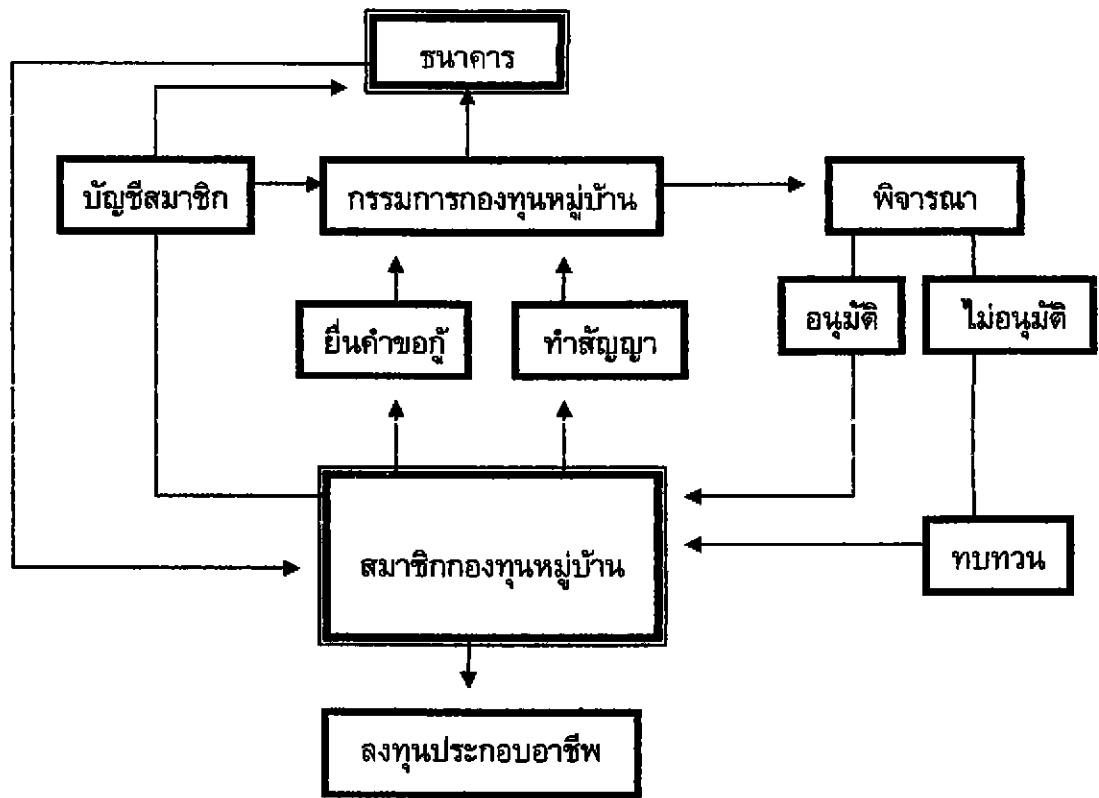 ธนาคาร
บัญชีสมาชิก
กรรมการกองทุนหมู่บ้าน
พิจารณา
อนุมัติ
ไม่อนุมัติ
ยื่นคำขอกู้
ทำสัญญา
สมาชิกกองทุนหมู่บ้าน
ทบทวน
ลงทุนประกอบอาชีพ